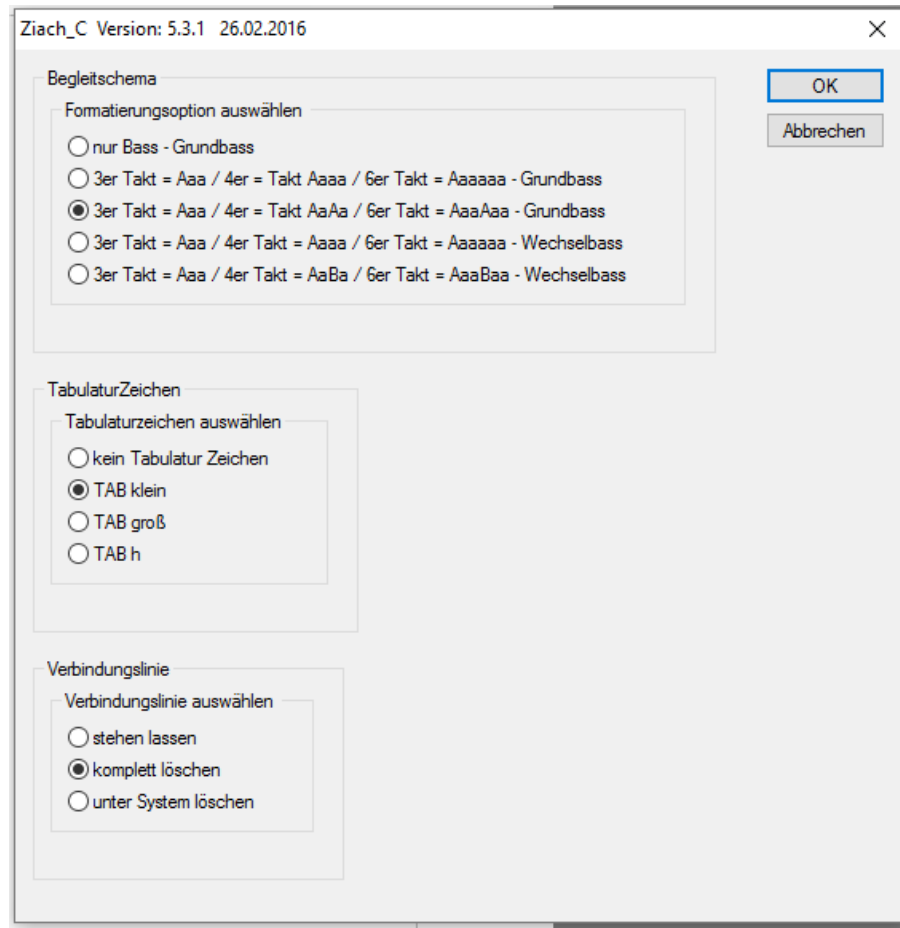 Ziach_C Version: 5.3.1 26.02.2016
Begleitschema
OK
Formatierungsoption auswählen
Abbrechen
nur Bass - Grundbass
3er Takt = Aaa / 4er = Takt Aaaa / 6er Takt = Aaaaaa - Grundbass
3er Takt = Aaa / 4er = Takt AaAa / 6er Takt = AaaAaa - Grundbass
3er Takt = Aaa / 4er Takt = Aaaa / 6er Takt = Aaaaaa - Wechselbass
3er Takt = Aaa / 4er Takt = AaBa / 6er Takt = AaaBaa - Wechselbass
TabulaturZeichen
Tabulaturzeichen auswählen
kein Tabulatur Zeichen
TAB klein
TAB groß
TAB h
Verbindungslinie
Verbindungslinie auswählen
stehen lassen
komplett löschen
unter System löschen